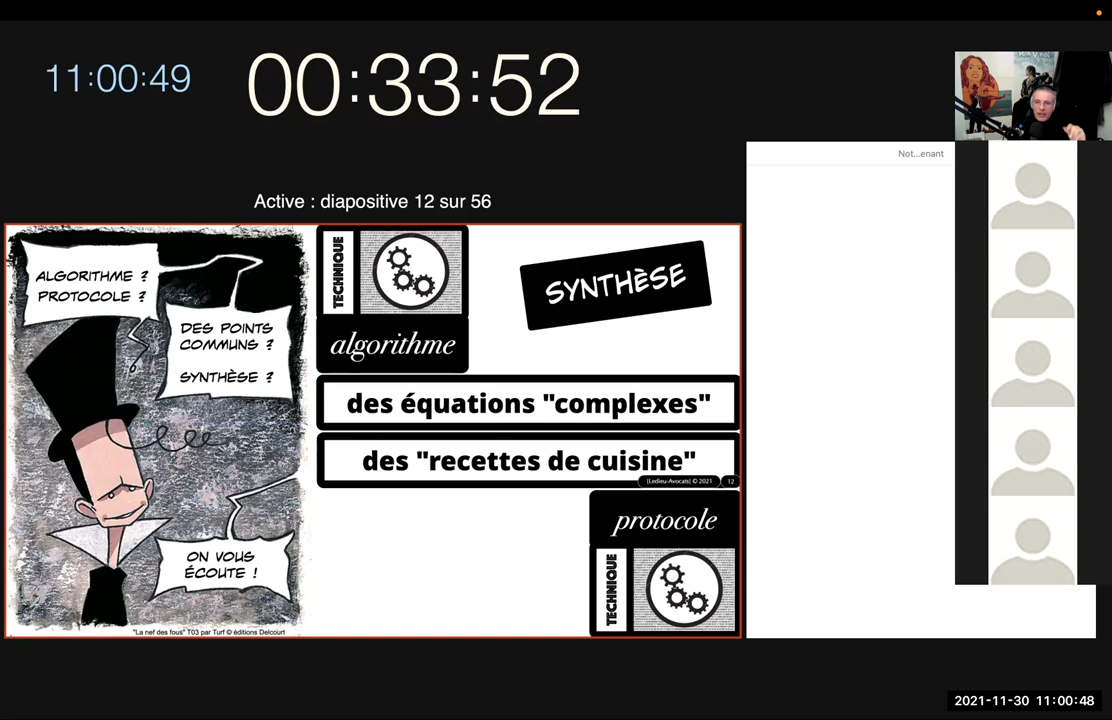 11:00:49
00:33:52
Not...enant
Active : diapositive 12 sur 56
ALGORITHME ?
PROTOCOLE ?
DES POINTS
COMMUNS ?
SYNTHÈSE ?
ON VOUS
ÉCOUTE !
"La nef des fous" T03 par Turf © éditions Delcourt
TECHNIQUE
algorithme
SYNTHÈSE
des équations "complexes"
des "recettes de cuisine"
[Ledieu-Avocats] © 2021
12
protocole
TECHNIQUE
2021-11-30 11:00:48